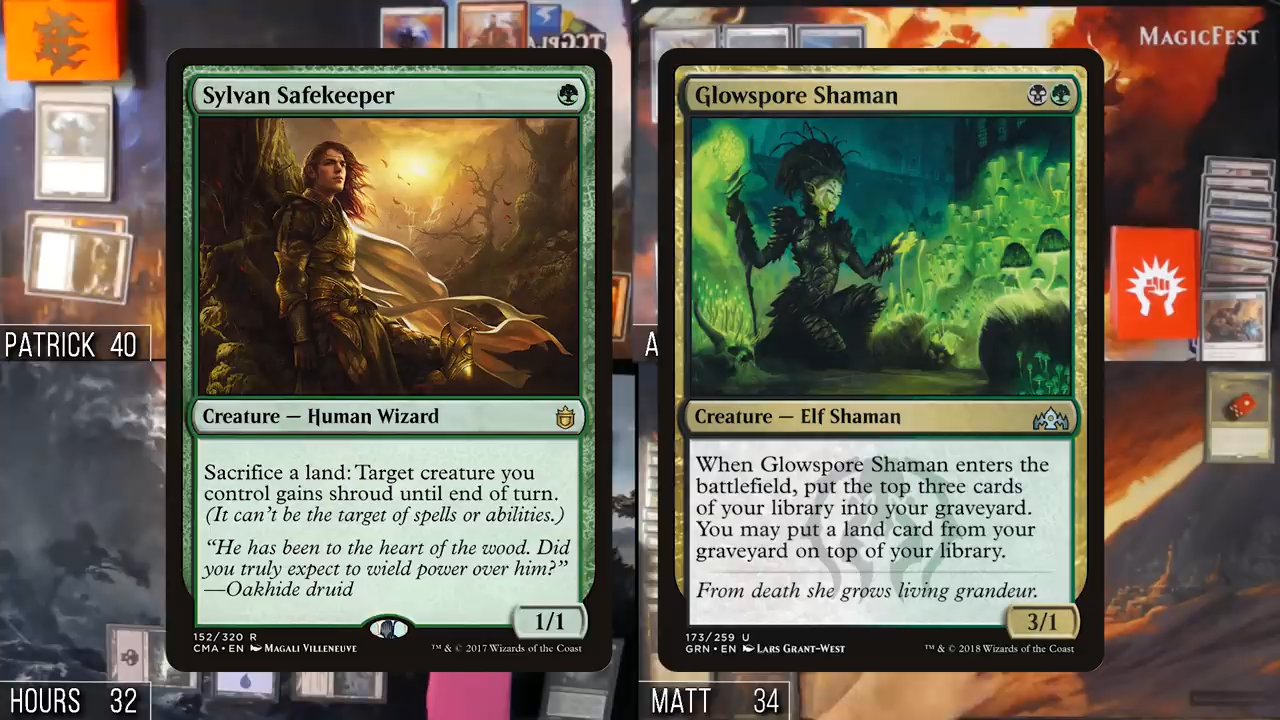 MAGICFEST
PATRICK 40
A
HOURS 32
MATT 34
Sylvan Safekeeper
Creature — Human Wizard
Sacrifice a land: Target creature you
control gains shroud until end of turn.
(It can't be the target of spells or abilities.)
“He has been to the heart of the wood. Did
you truly expect to wield power over him?”
—Oakhide druid
1/1
152/320 R
CMA • EN MAGALI VILLENEUVE
™ & © 2017 Wizards of the Coast
Glowspore Shaman
Creature — Elf Shaman
When Glowspore Shaman enters the
battlefield, put the top three cards
of your library into your graveyard.
You may put a land card from your
graveyard on top of your library.
From death she grows living grandeur.
3/1
173/259 U
GRN • EN LARS GRANT-WEST
™ & © 2018 Wizards of the Coast